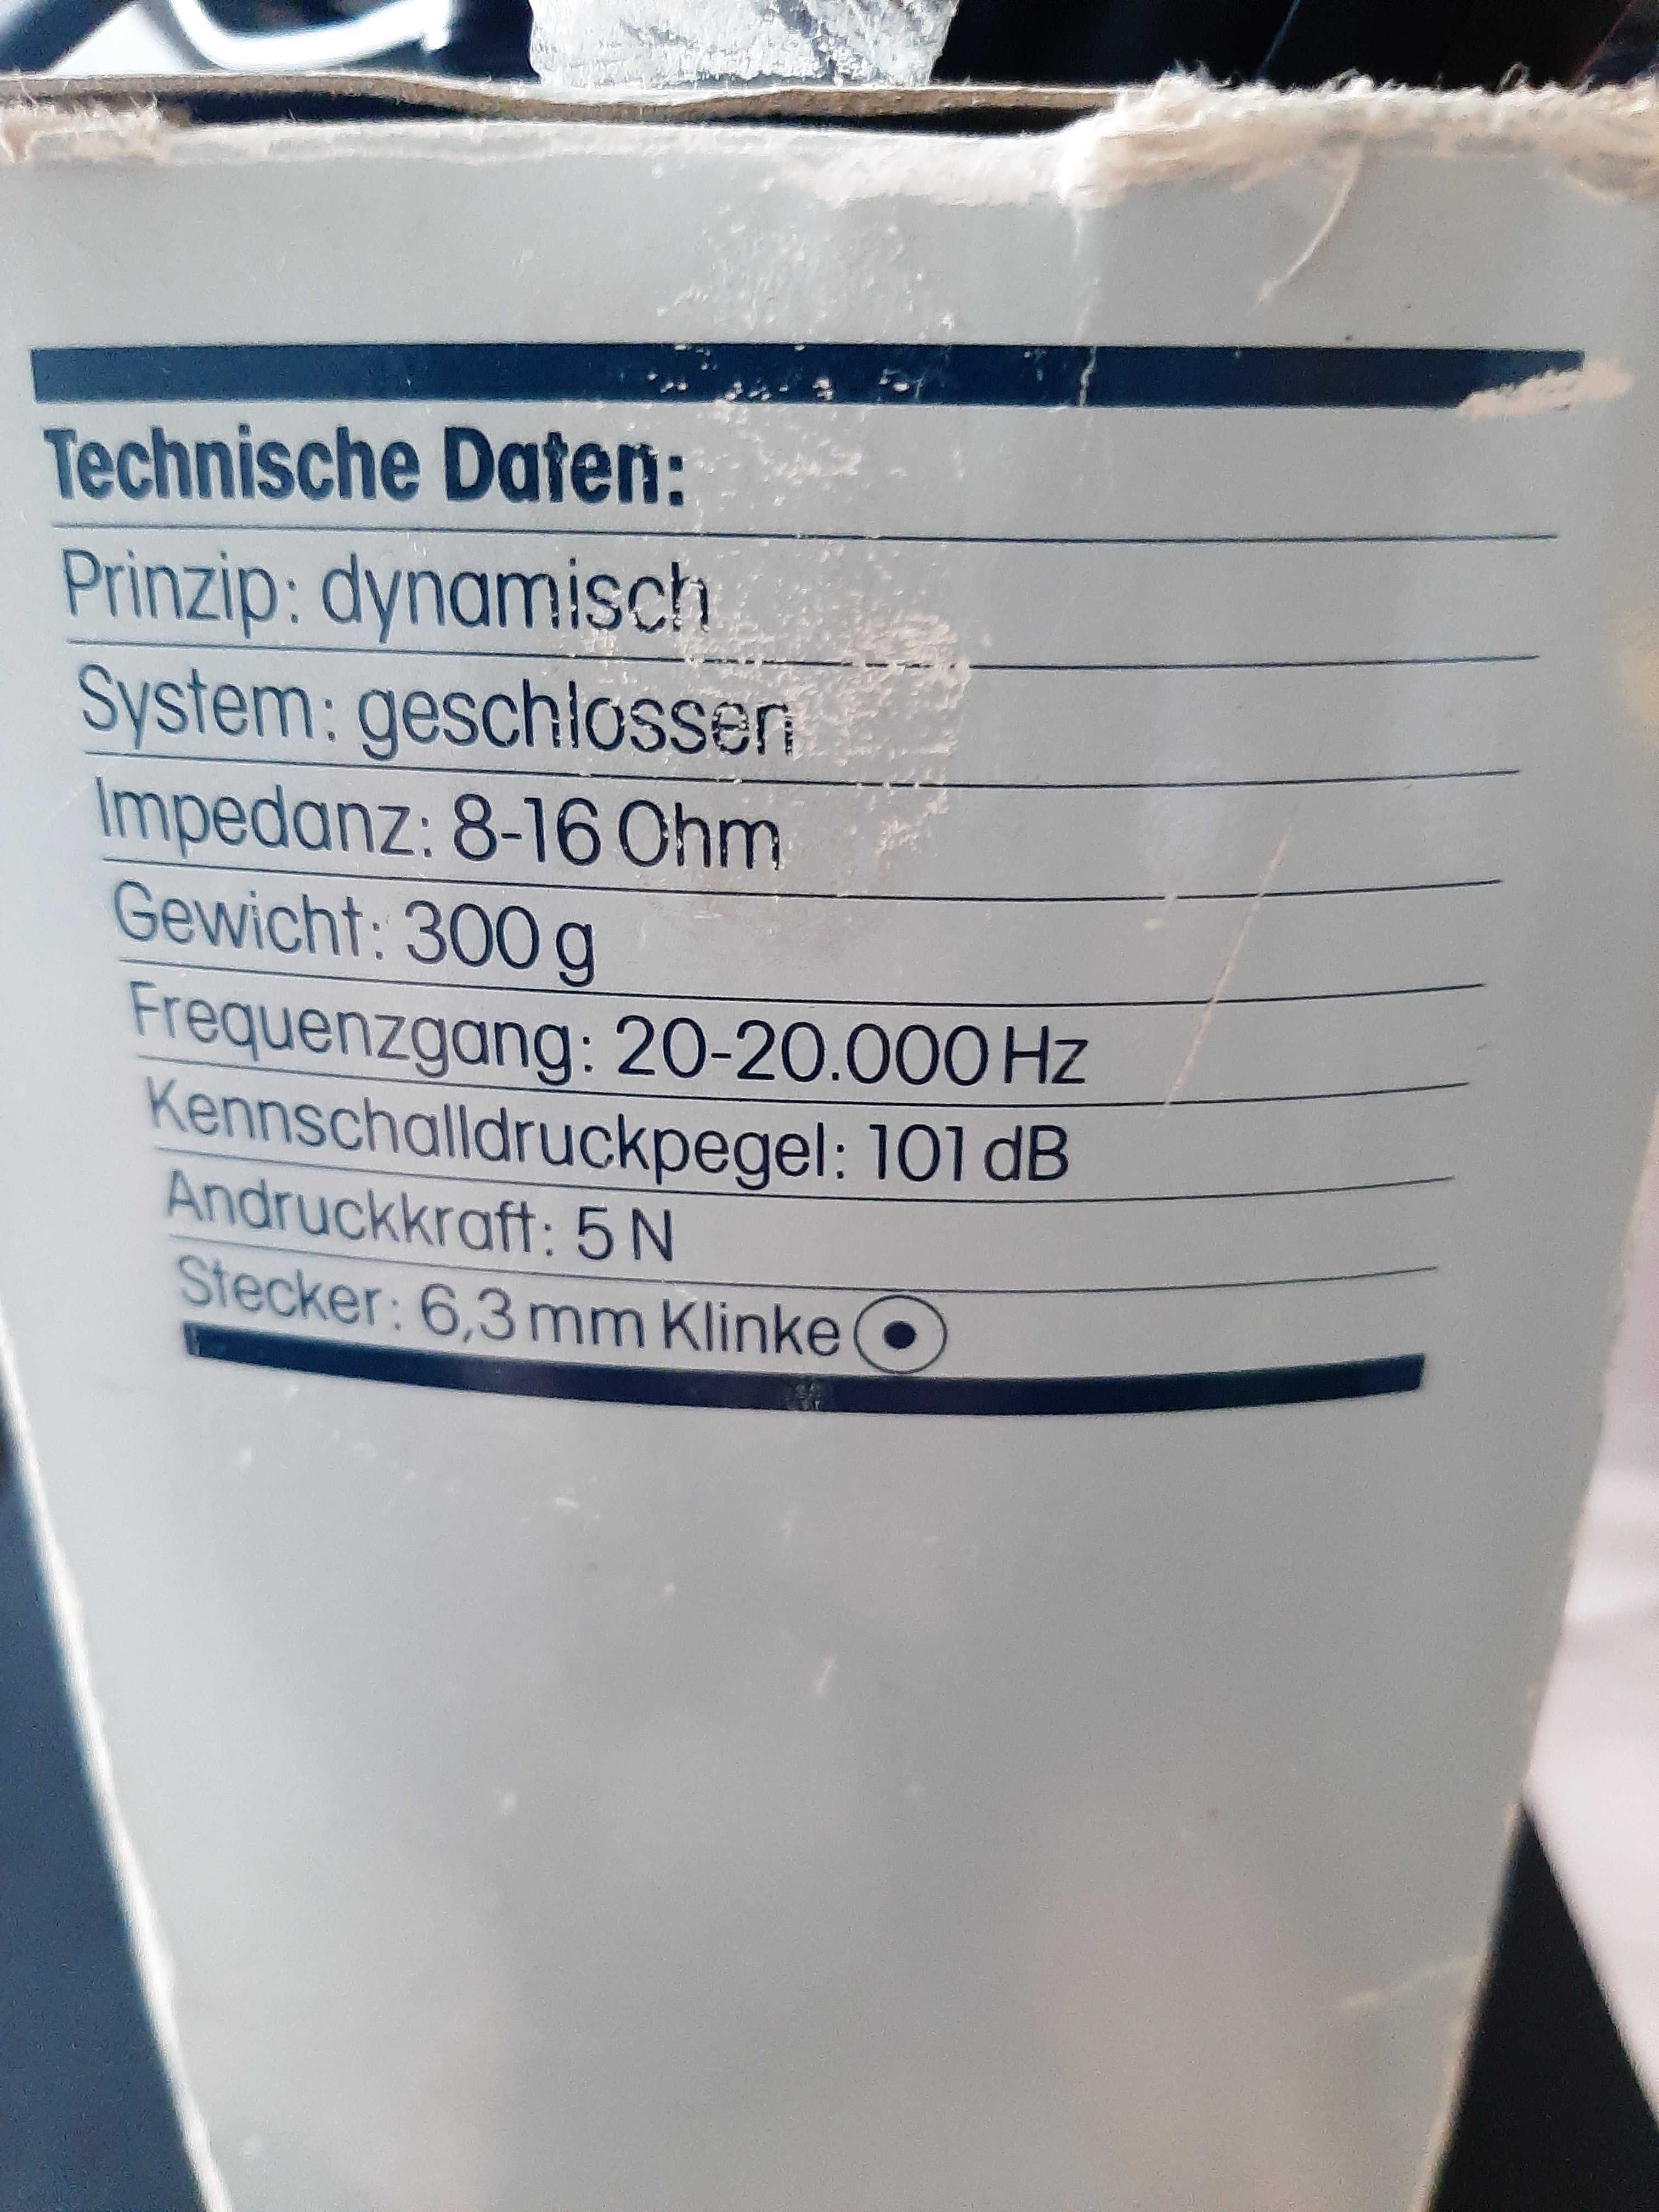 Technische Daten:
Prinzip: dynamisch
System: geschlossen
Impedanz: 8-16 Ohm
Gewicht: 300 g
Frequenzgang: 20-20.000 Hz
Kennschalldruckpegel: 101 dB
Andruckkraft: 5 N
Stecker: 6,3 mm Klinke